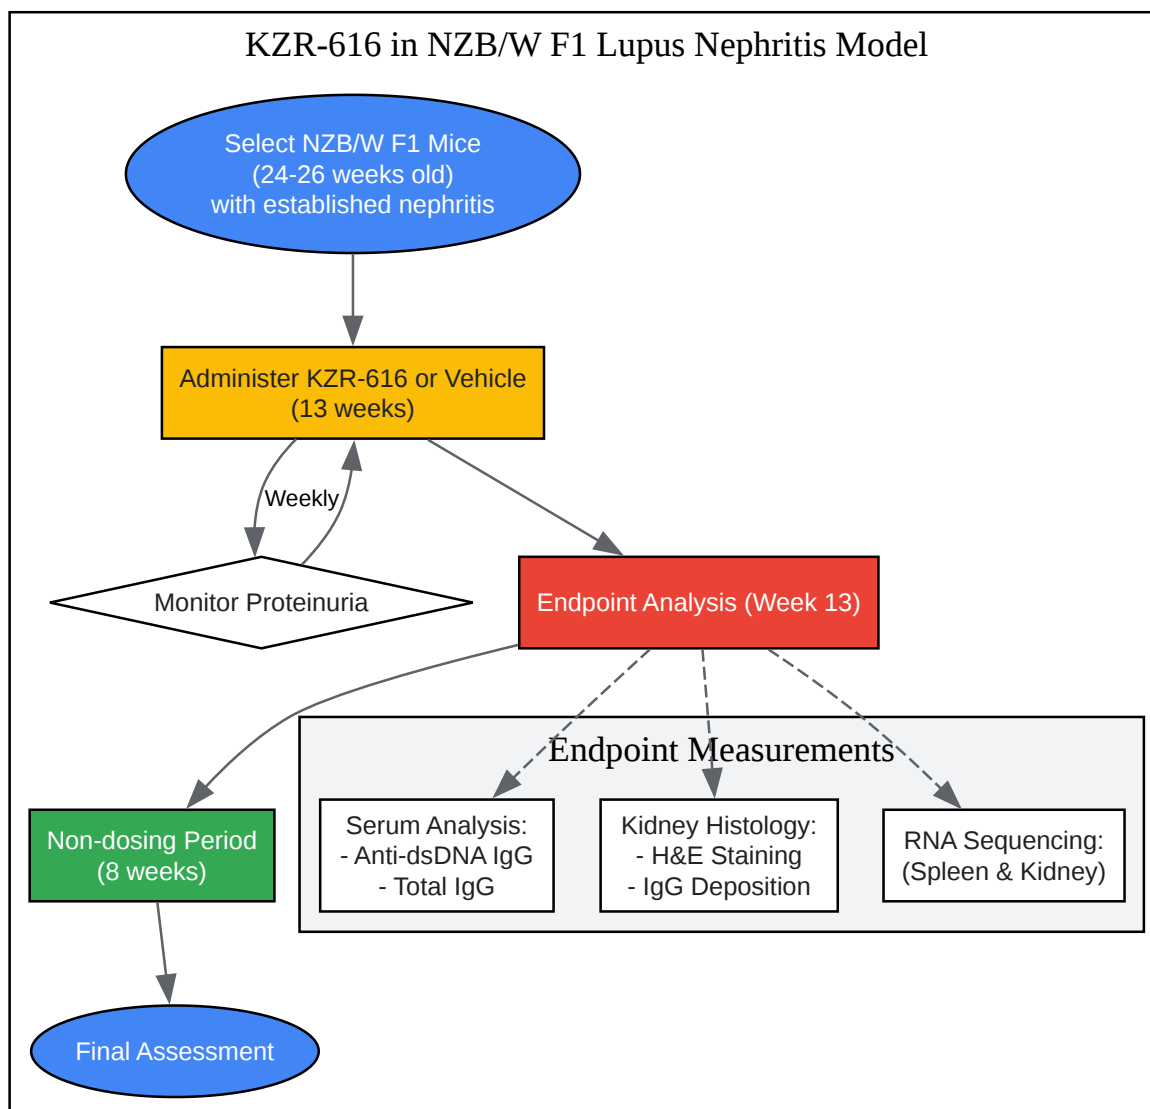 KZR-616 in NZB/W F1 Lupus Nephritis Model
Select NZB/W F1 Mice
(24-26 weeks old)
with established nephritis
Administer KZR-616 or Vehicle
(13 weeks)
Weekly
Monitor Proteinuria
Endpoint Analysis (Week 13)
Endpoint Measurements
Non-dosing Period
(8 weeks)
Serum Analysis:
- Anti-dsDNA IgG
- Total IgG
Kidney Histology:
- H&E Staining
- IgG Deposition
RNA Sequencing:
(Spleen & Kidney)
Final Assessment